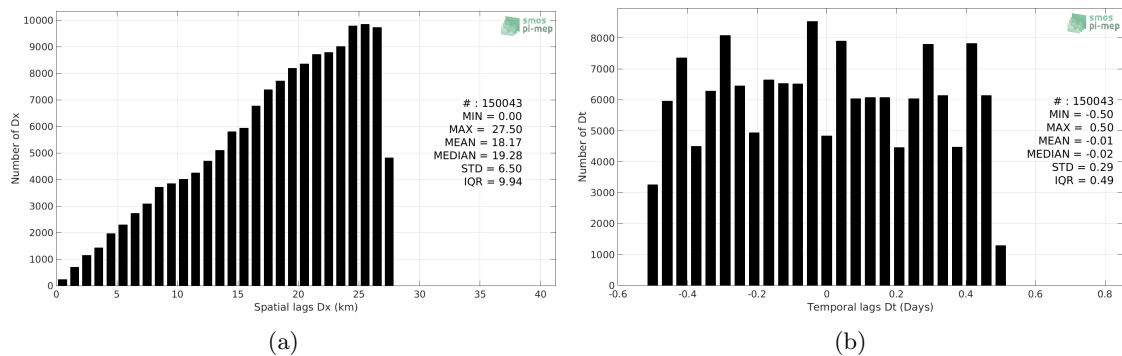 smos
pi-mep
10000
9000
8000
7000
6000
5000
4000
3000
2000
1000
0
Number of Dx
# : 150043
MIN = 0.00
MAX = 27.50
MEAN = 18.17
MEDIAN = 19.28
STD = 6.50
IQR = 9.94
0 5 10 15 20 25 30 35 40
Spatial lags Dx (km)
(a)
smos
pi-mep
8000
7000
6000
5000
4000
3000
2000
1000
0
Number of Dt
# : 150043
MIN = -0.50
MAX = 0.50
MEAN = -0.01
MEDIAN = -0.02
STD = 0.29
IQR = 0.49
-0.6 -0.4 -0.2 0 0.2 0.4 0.6 0.8
Temporal lags Dt (Days)
(b)